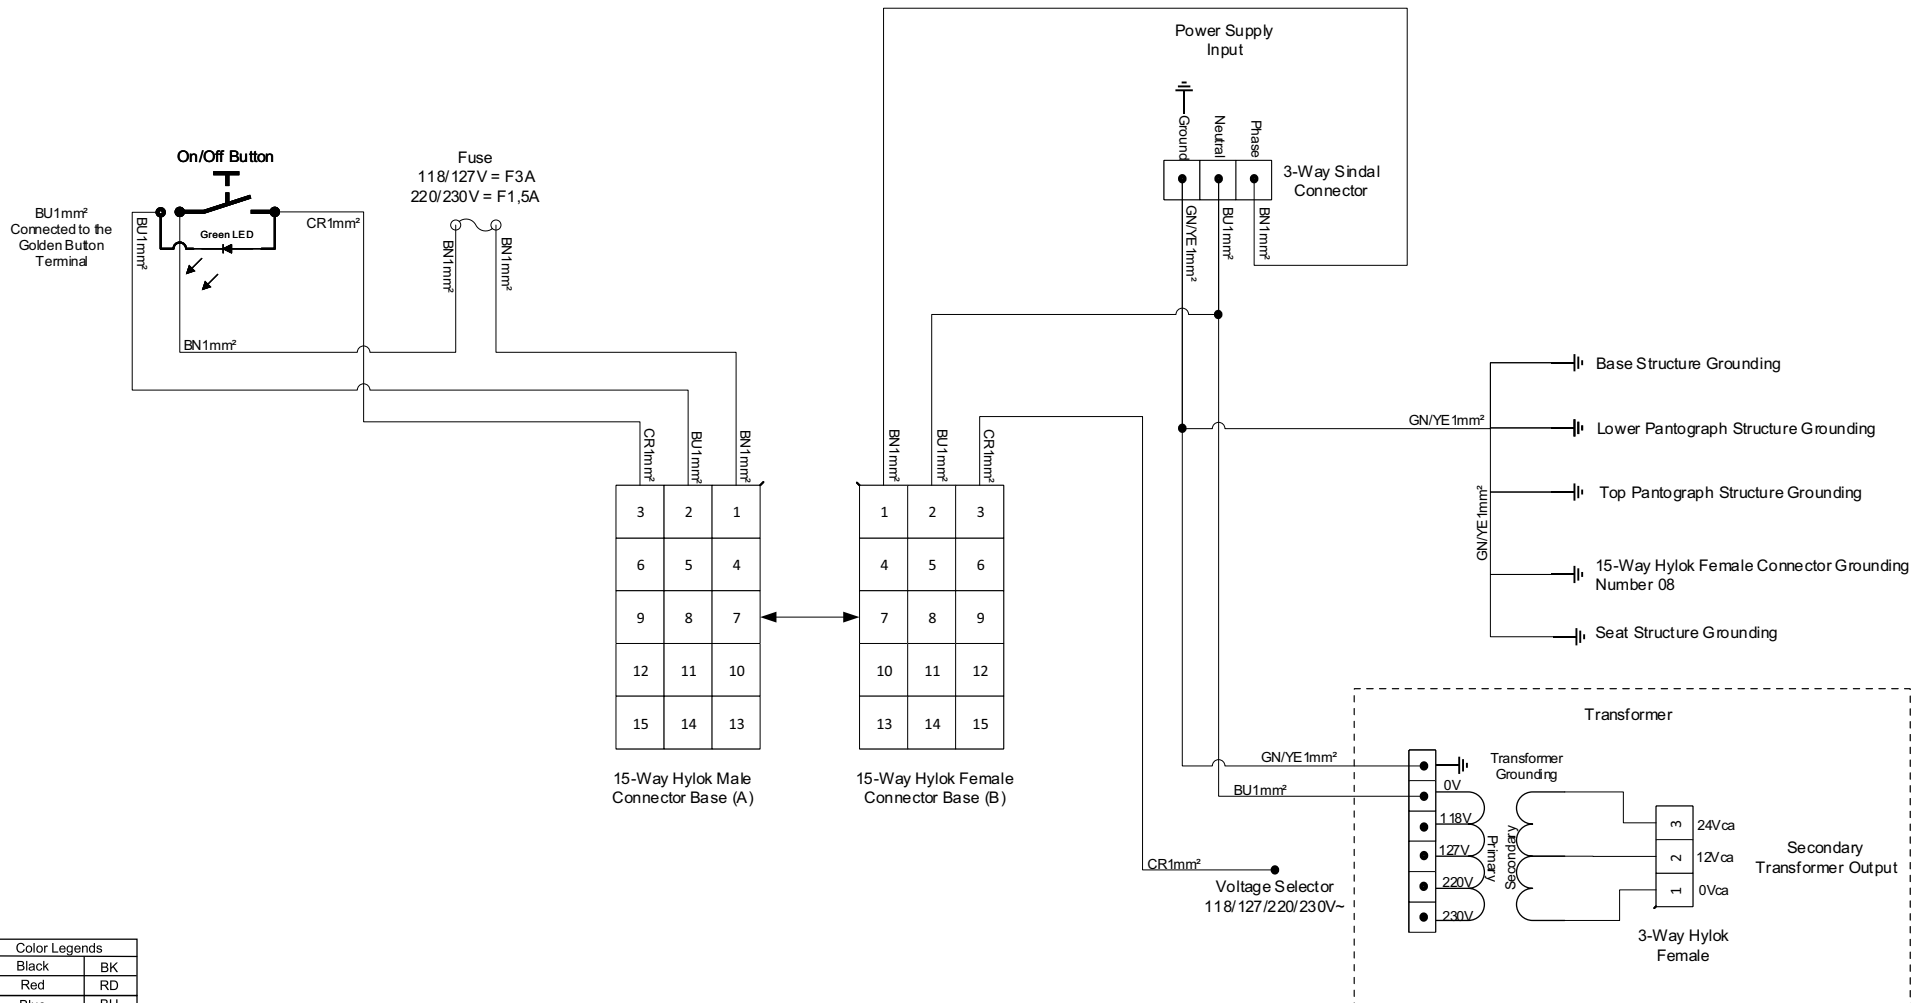 Power Supply
Input
Ground
Neutral
Phase
3-Way Sindal
Connector
GN/YE1mm²
BU1mm²
BN1mm²
On/Off Button
Green LED
BU1mm²
Connected to the
Golden Button
Terminal
BU1mm²
CR1mm²
BN1mm²
Fuse
118/127V = F3A
220/230V = F1,5A
BN1mm²
BN1mm²
CR1mm²
BU1mm²
BN1mm²
3 2 1
6 5 4
9 8 7
12 11 10
15 14 13
15-Way Hylok Male
Connector Base (A)
BN1mm²
BU1mm²
CR1mm²
1 2 3
4 5 6
7 8 9
10 11 12
13 14 15
15-Way Hylok Female
Connector Base (B)
GN/YE1mm²
GN/YE1mm²
Base Structure Grounding
Lower Pantograph Structure Grounding
Top Pantograph Structure Grounding
15-Way Hylok Female Connector Grounding
Number 08
Seat Structure Grounding
Transformer
GN/YE1mm²
BU1mm²
Transformer
Grounding
0V
118V
127V
220V
230V
Primary
Secondary
3
2
1
24Vca
12Vca
0Vca
Secondary
Transformer Output
3-Way Hylok
Female
CR1mm²
Voltage Selector
118/127/220/230V~
Color Legends
Black BK
Red RD